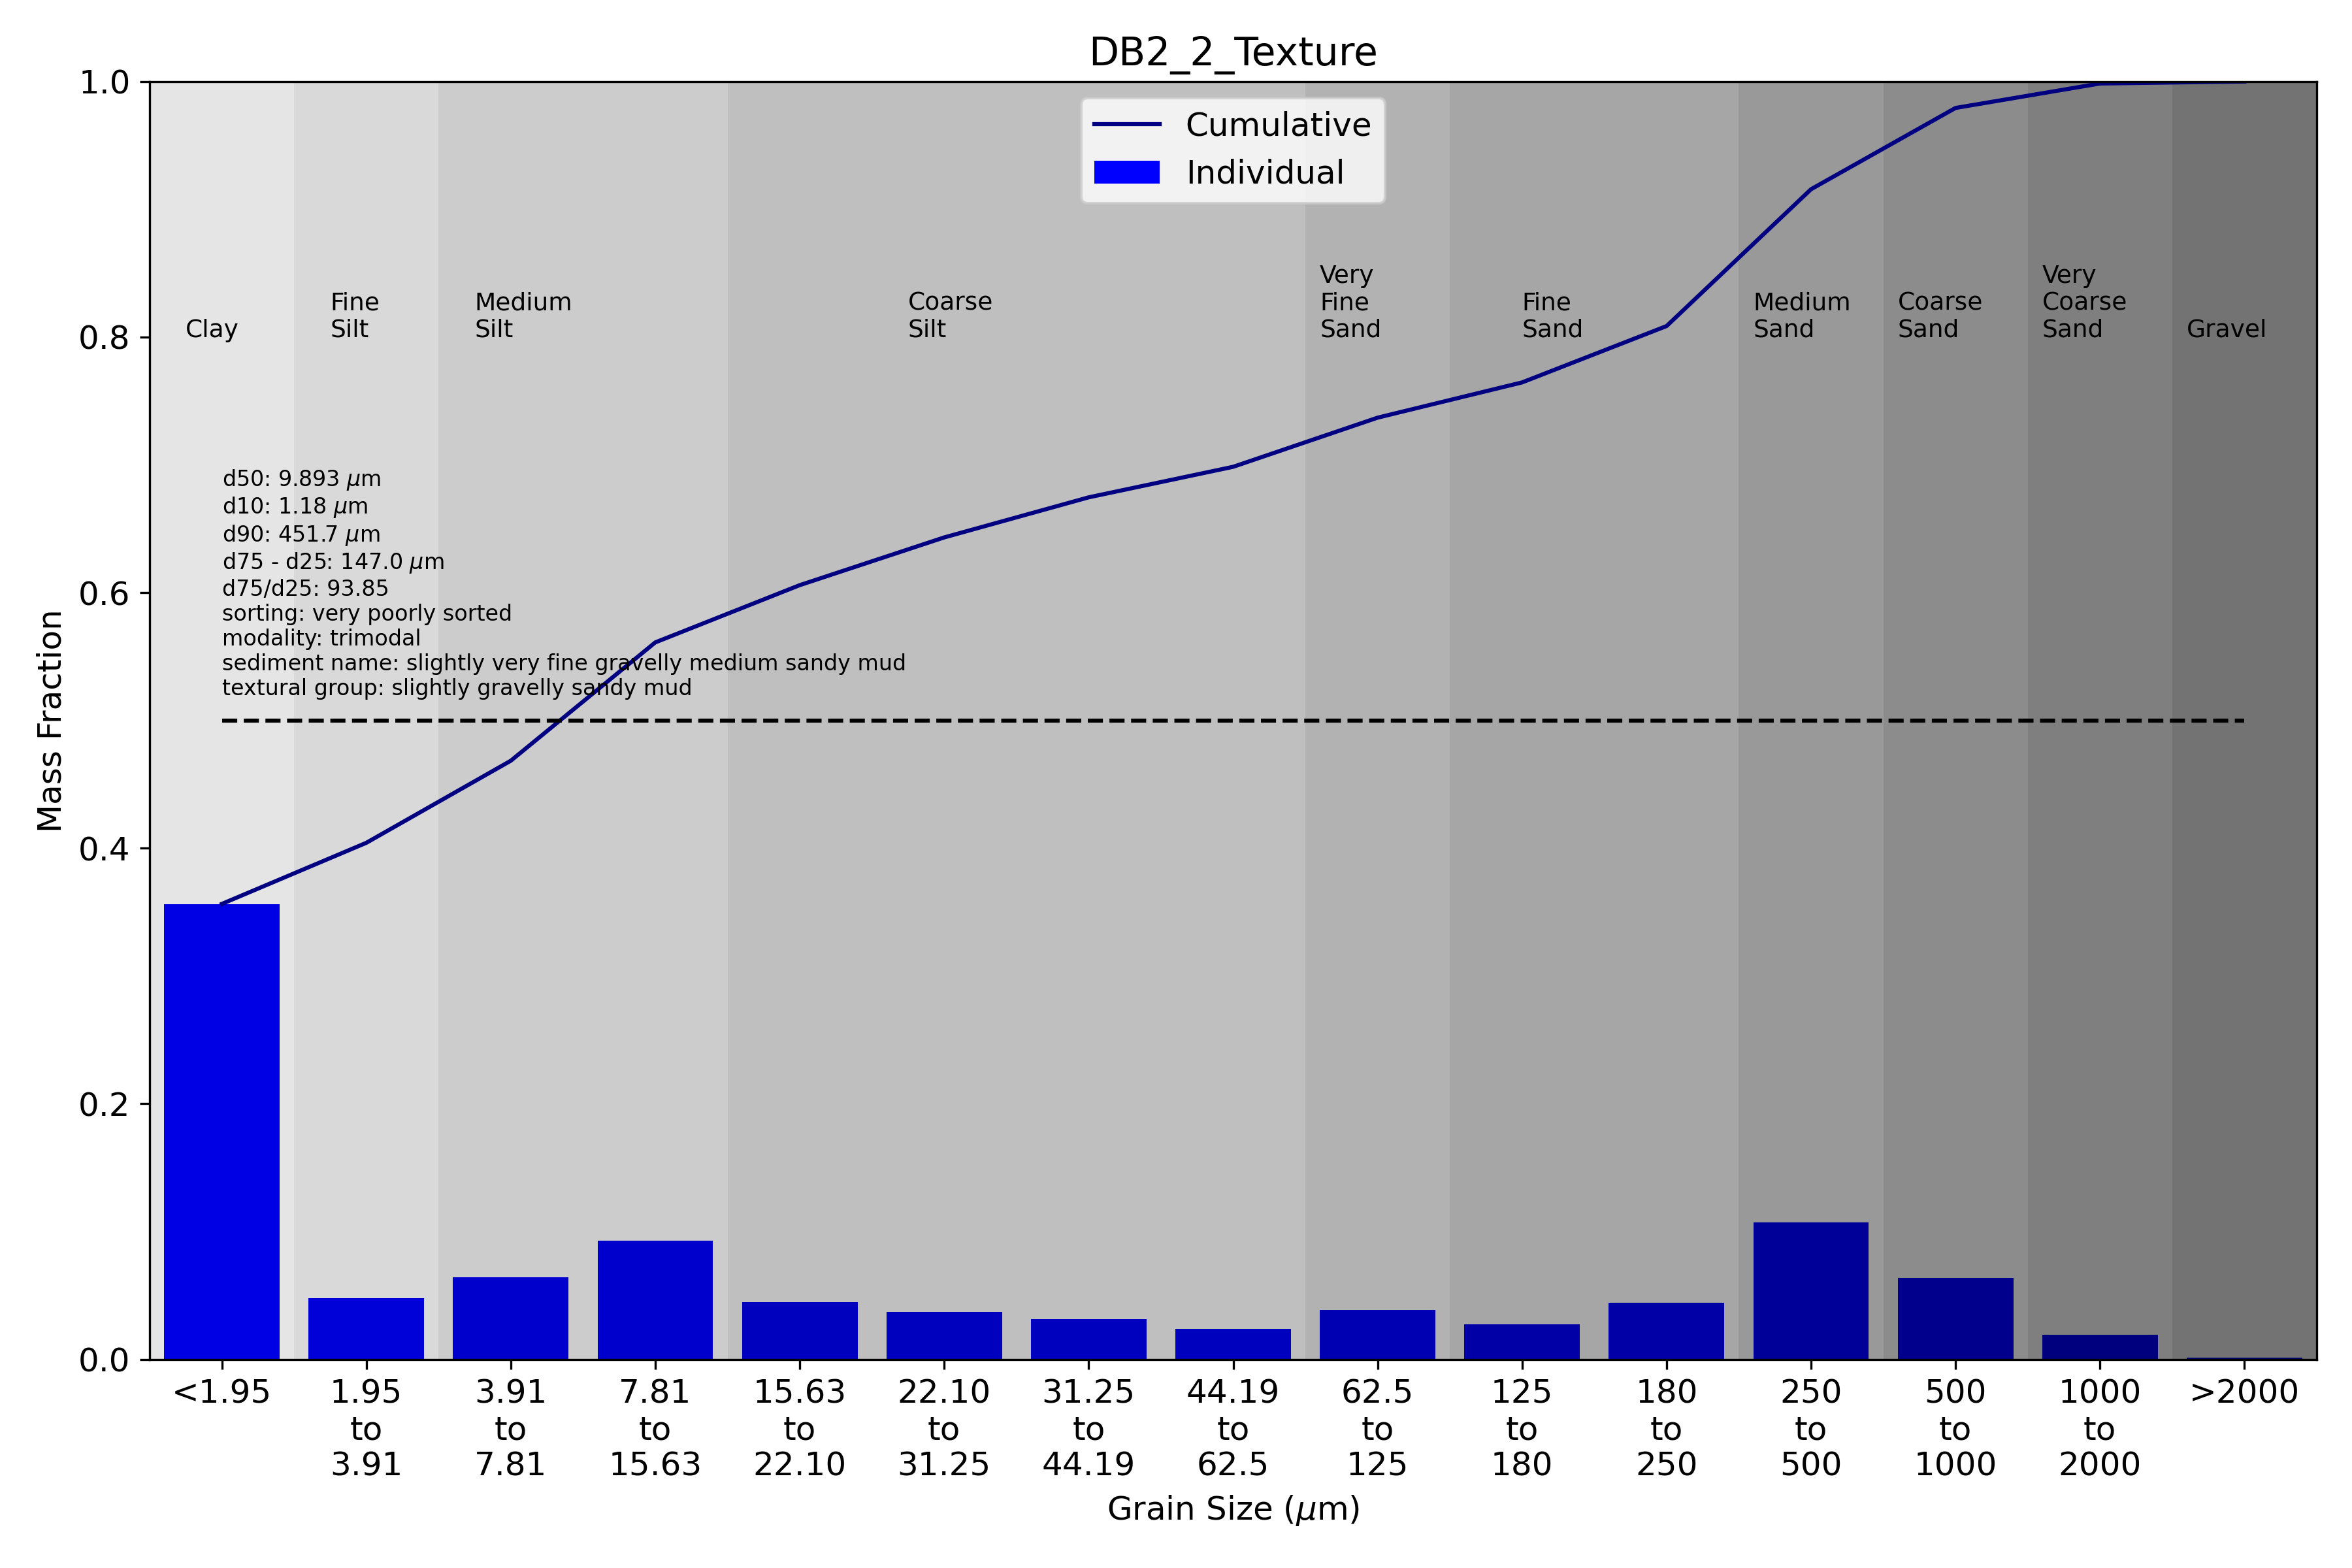 DB2_2_Texture
Cumulative
Individual
Mass Fraction
1.0
0.8
0.6
0.4
0.2
0.0
Clay
Fine
Silt
Medium
Silt
Coarse
Silt
Very
Fine
Sand
Fine
Sand
Medium
Sand
Coarse
Sand
Very
Coarse
Sand
Gravel
d50: 9.893 μm
d10: 1.18 μm
d90: 451.7 μm
d75 - d25: 147.0 μm
d75/d25: 93.85
sorting: very poorly sorted
modality: trimodal
sediment name: slightly very fine gravelly medium sandy mud
textural group: slightly gravelly sandy mud
<1.95
1.95
to
3.91
3.91
to
7.81
7.81
to
15.63
15.63
to
22.10
22.10
to
31.25
31.25
to
44.19
44.19
to
62.5
62.5
to
125
125
to
180
180
to
250
250
to
500
500
to
1000
1000
to
2000
>2000
Grain Size (μm)